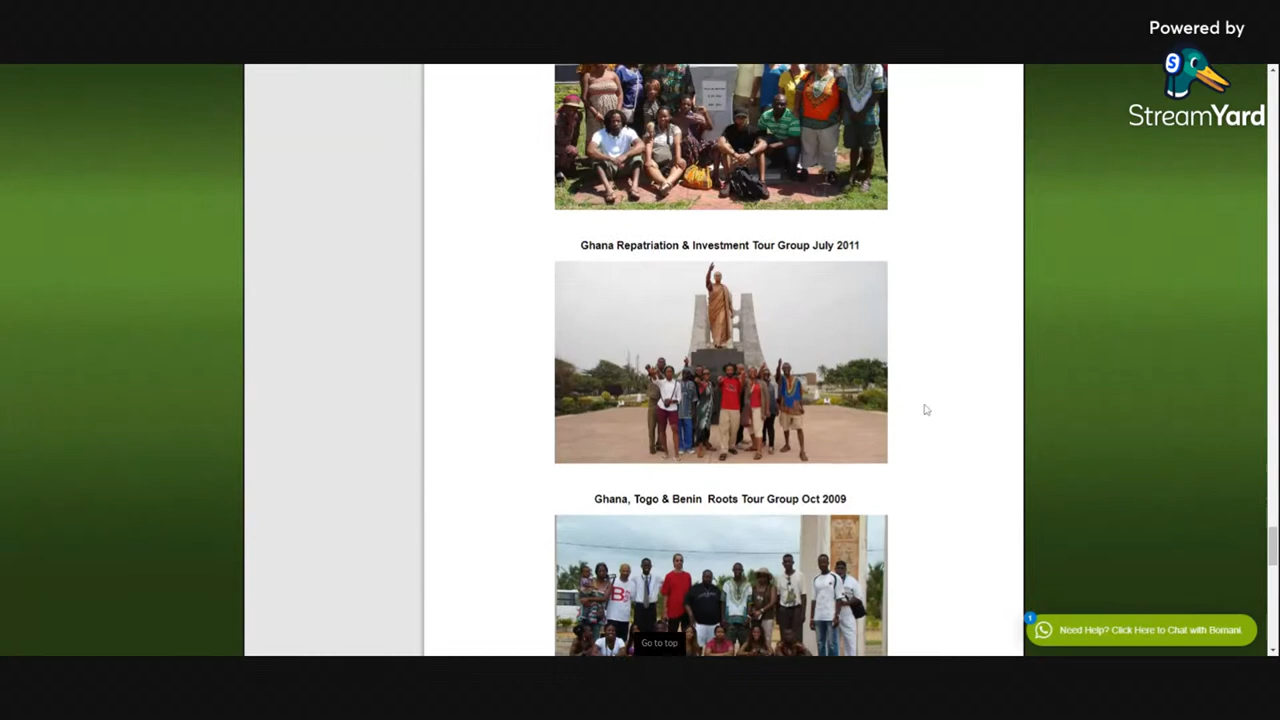 Powered by
StreamYard
Ghana Repatriation & Investment Tour Group July 2011
Ghana, Togo & Benin Roots Tour Group Oct 2009
Go to top
1
Need Help? Click Here to Chat with Bomani.